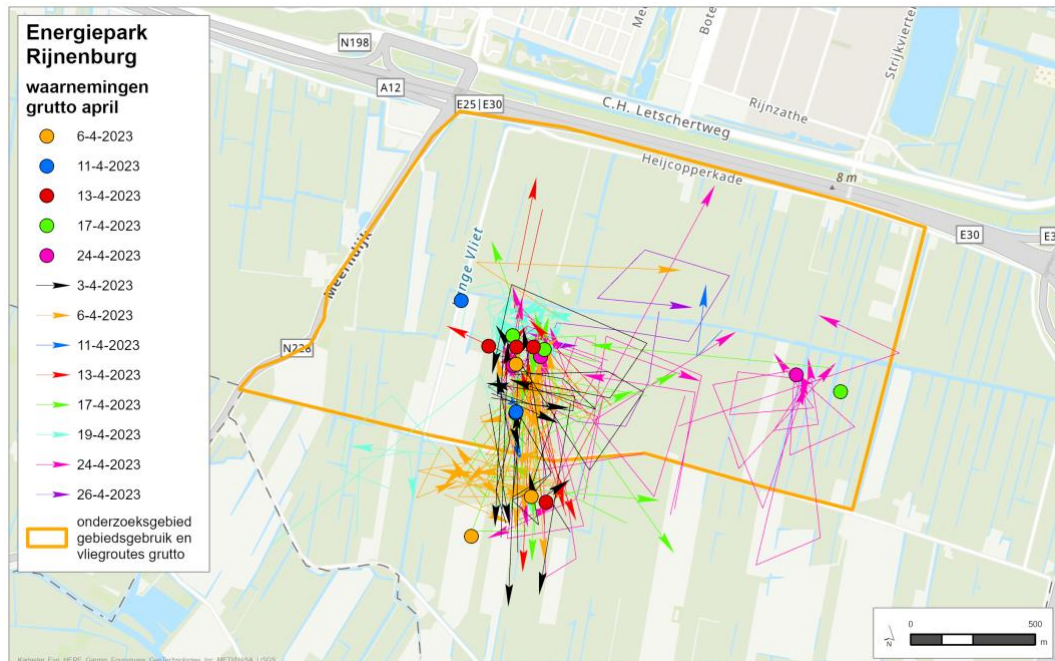 Energiepark
Rijnenburg
waarnemingen
grutto april
6-4-2023
11-4-2023
13-4-2023
17-4-2023
24-4-2023
3-4-2023
6-4-2023
11-4-2023
13-4-2023
17-4-2023
19-4-2023
24-4-2023
26-4-2023
onderzoeksgebied
gebiedsgebruik en
vliegroutes grutto
N198
A12
E25|E30
C.H. Letschertweg
Rijnzathe
Strijkvierten
Heijcopperkade
8 m
E30
Meerndijk
N228
0
500
m
N